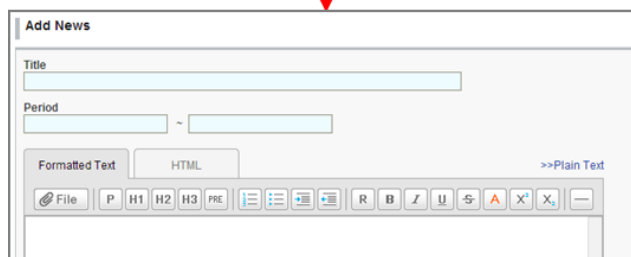 Add News
Title
Period
~
Formatted Text HTML >>Plain Text
File P H1 H2 H3 PRE R B I U S A X² X₂